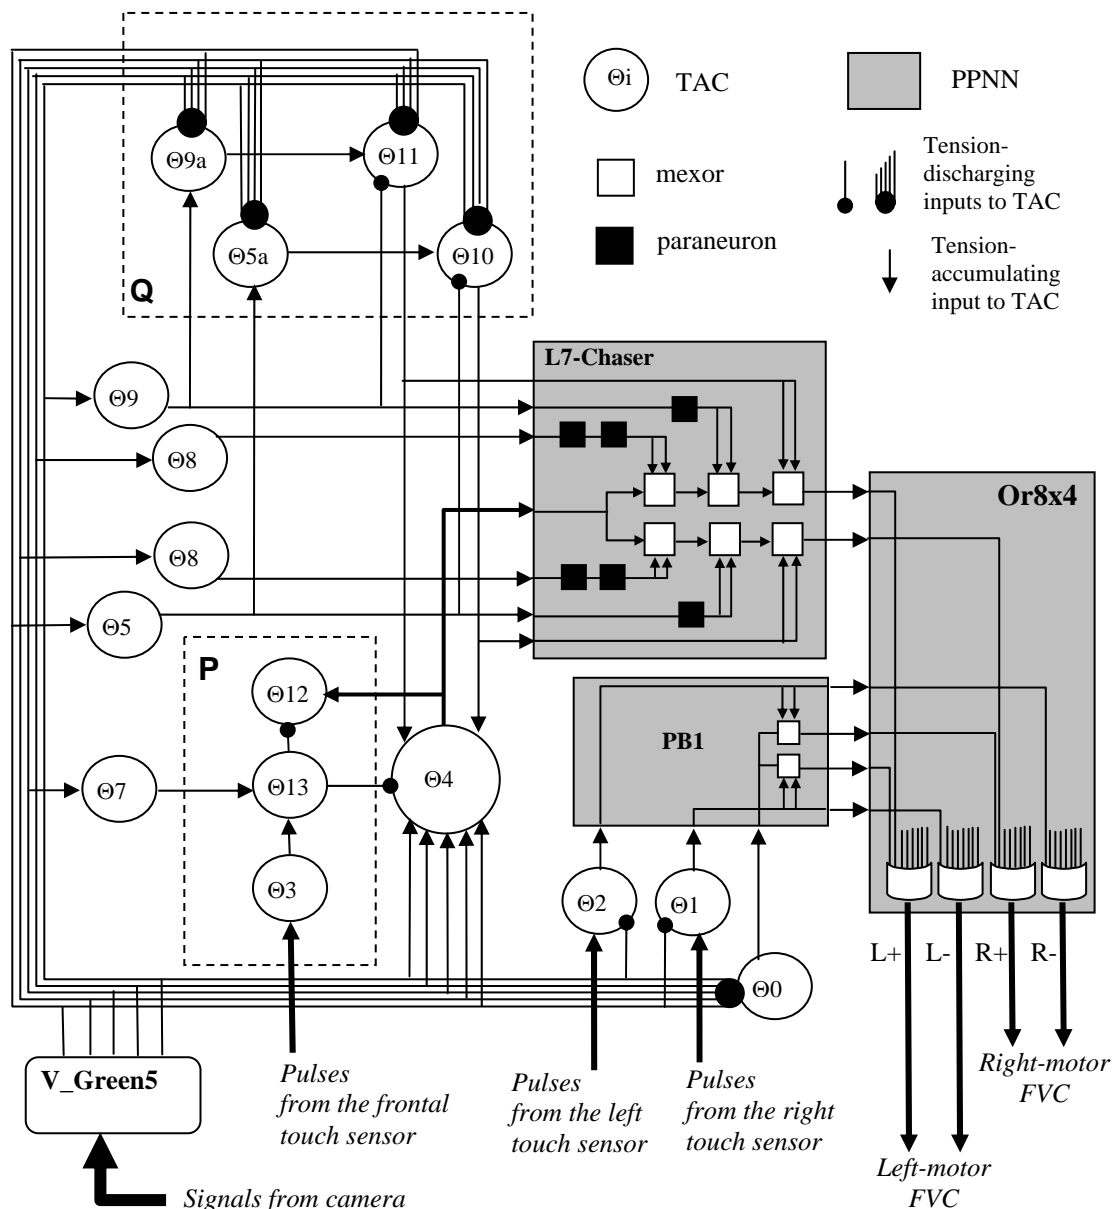 Θi
TAC
PPNN
mexor
paraneuron
Tension-
discharging
inputs to TAC
Tension-
accumulating
input to TAC
Θ9a
Θ11
Θ5a
Θ10
Q
L7-Chaser
Θ9
Θ8
Θ8
Θ5
Or8x4
P
Θ12
Θ7
Θ13
Θ4
PB1
Θ3
Θ2
Θ1
Θ0
L+
L-
R+
R-
V_Green5
Pulses
from the frontal
touch sensor
Pulses
from the left
touch sensor
Pulses
from the right
touch sensor
Right-motor
FVC
Left-motor
FVC
Signals from camera